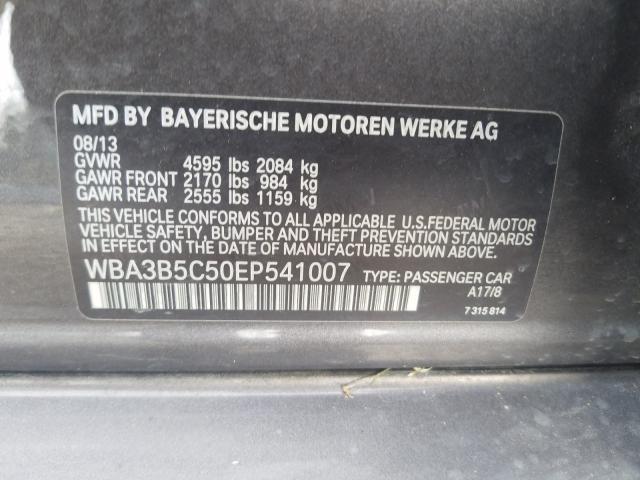 MFD BY BAYERISCHE MOTOREN WERKE AG
08/13
GVWR 4595 lbs 2084 kg
GAWR FRONT 2170 lbs 984 kg
GAWR REAR 2555 lbs 1159 kg
THIS VEHICLE CONFORMS TO ALL APPLICABLE U.S.FEDERAL MOTOR
VEHICLE SAFETY, BUMPER AND THEFT PREVENTION STANDARDS
IN EFFECT ON THE DATE OF MANUFACTURE SHOWN ABOVE.
WBA3B5C50EP541007 TYPE: PASSENGER CAR
A17/8
7 315 814